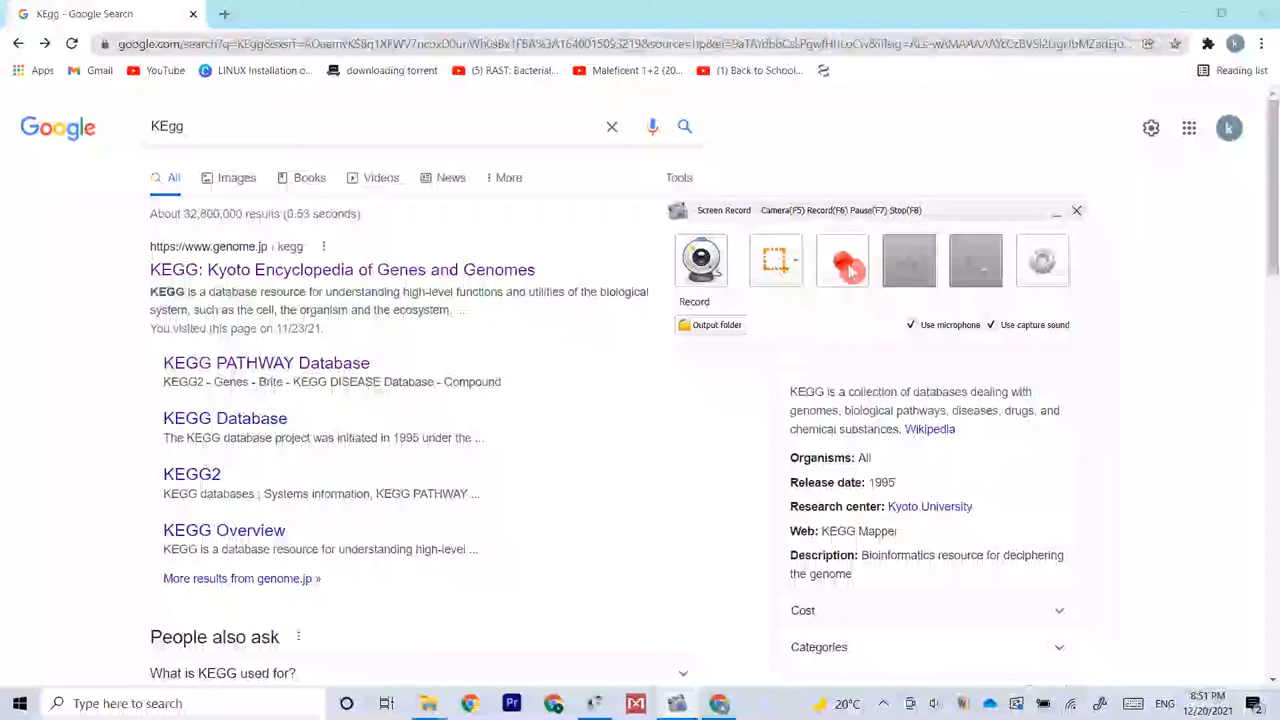 KEgg - Google Search
Apps
Gmail
YouTube
LINUX Installation o...
downloading torrent
(5) RAST: Bacterial...
Maleficent 1+2 (20...
(1) Back to School...
Reading list
Google
KEgg
k
All
Images
Books
Videos
News
More
Tools
About 32,800,000 results (0.53 seconds)
https://www.genome.jp › kegg
KEGG: Kyoto Encyclopedia of Genes and Genomes
KEGG is a database resource for understanding high-level functions and utilities of the biological
system, such as the cell, the organism and the ecosystem, ...
You visited this page on 11/23/21.
KEGG PATHWAY Database
KEGG2 - Genes - Brite - KEGG DISEASE Database - Compound
KEGG Database
The KEGG database project was initiated in 1995 under the ...
KEGG2
KEGG databases ; Systems information, KEGG PATHWAY ...
KEGG Overview
KEGG is a database resource for understanding high-level ...
More results from genome.jp »
People also ask
What is KEGG used for?
Screen Record Camera(F5) Record(F6) Pause(F7) Stop(F8)
Record
Output folder
Use microphone
Use capture sound
KEGG is a collection of databases dealing with
genomes, biological pathways, diseases, drugs, and
chemical substances. Wikipedia
Organisms: All
Release date: 1995
Research center: Kyoto University
Web: KEGG Mapper
Description: Bioinformatics resource for deciphering
the genome
Cost
Categories
Type here to search
Pr
20°C
ENG
8:51 PM
12/20/2021
2